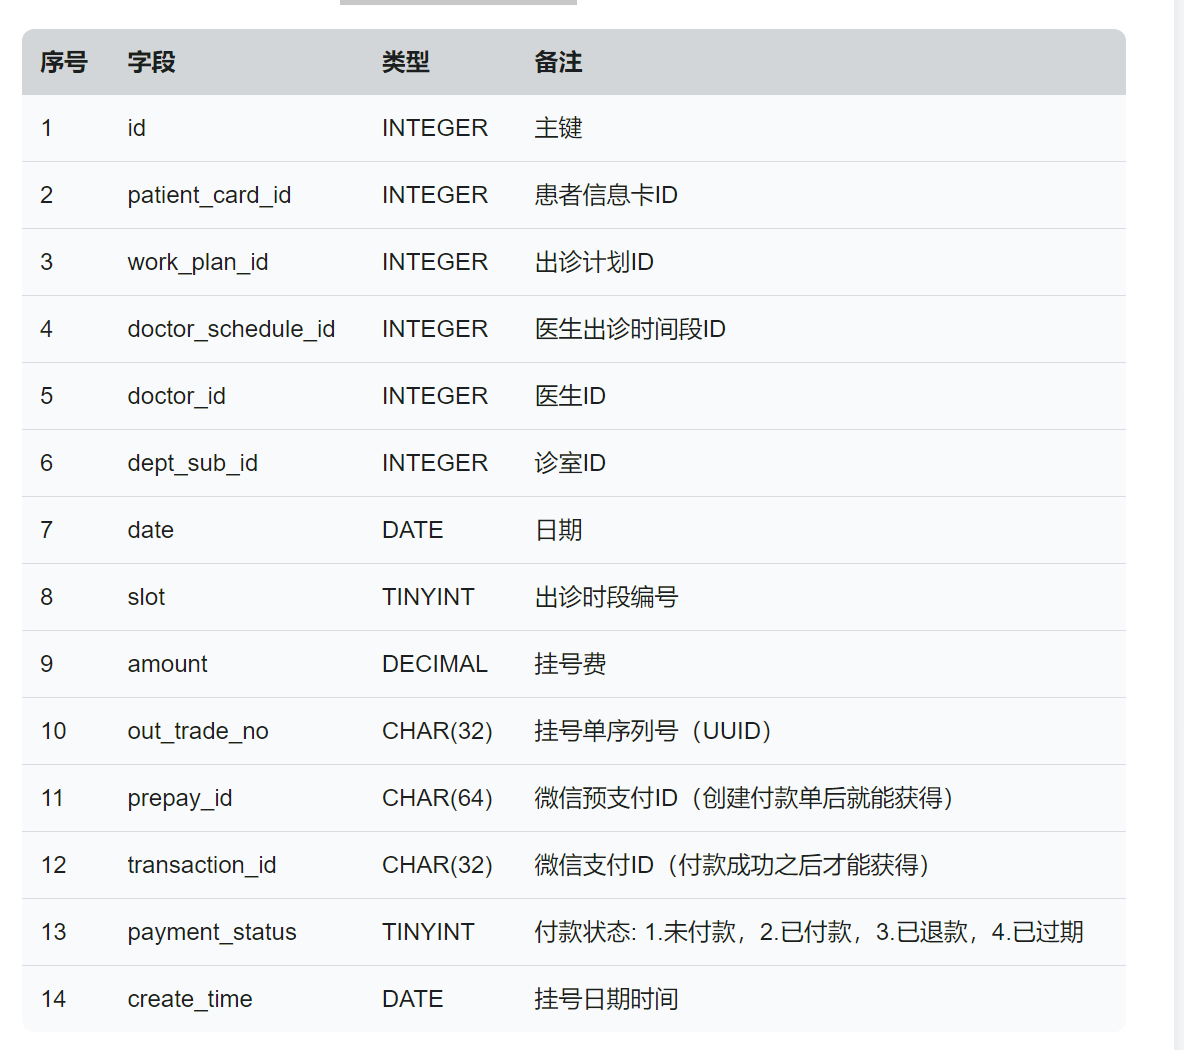 序号 字段 类型 备注
1 id INTEGER 主键
2 patient_card_id INTEGER 患者信息卡ID
3 work_plan_id INTEGER 出诊计划ID
4 doctor_schedule_id INTEGER 医生出诊时间段ID
5 doctor_id INTEGER 医生ID
6 dept_sub_id INTEGER 诊室ID
7 date DATE 日期
8 slot TINYINT 出诊时段编号
9 amount DECIMAL 挂号费
10 out_trade_no CHAR(32) 挂号单序列号（UUID）
11 prepay_id CHAR(64) 微信预支付ID（创建付款单后就能获得）
12 transaction_id CHAR(32) 微信支付ID（付款成功之后才能获得）
13 payment_status TINYINT 付款状态: 1.未付款，2.已付款，3.已退款，4.已过期
14 create_time DATE 挂号日期时间